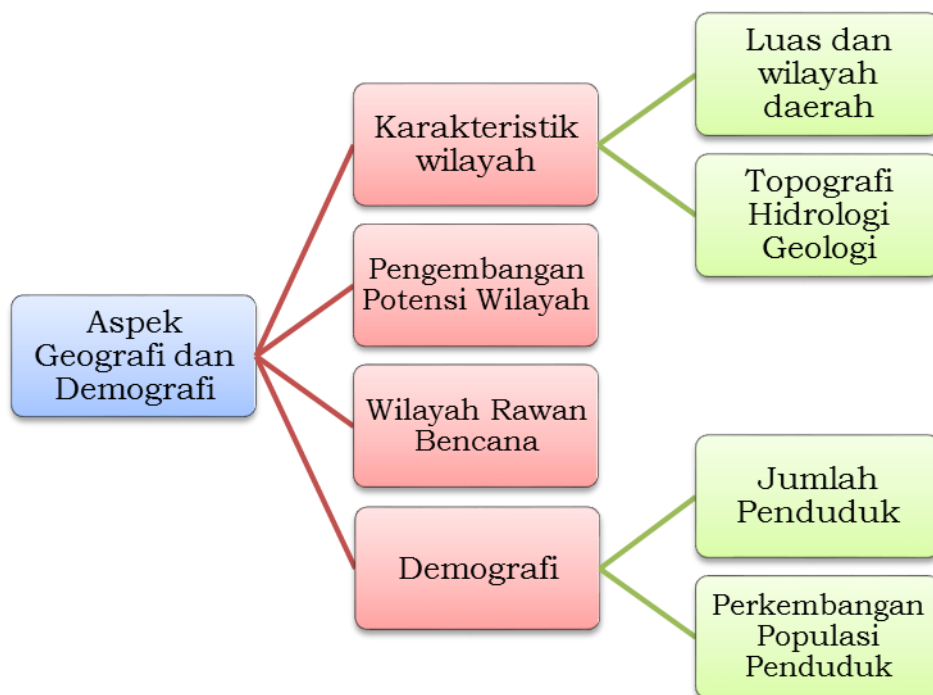 Aspek
Geografi dan
Demografi
Karakteristik
wilayah
Luas dan
wilayah
daerah
Topografi
Hidrologi
Geologi
Pengembangan
Potensi Wilayah
Wilayah Rawan
Bencana
Demografi
Jumlah
Penduduk
Perkembangan
Populasi
Penduduk